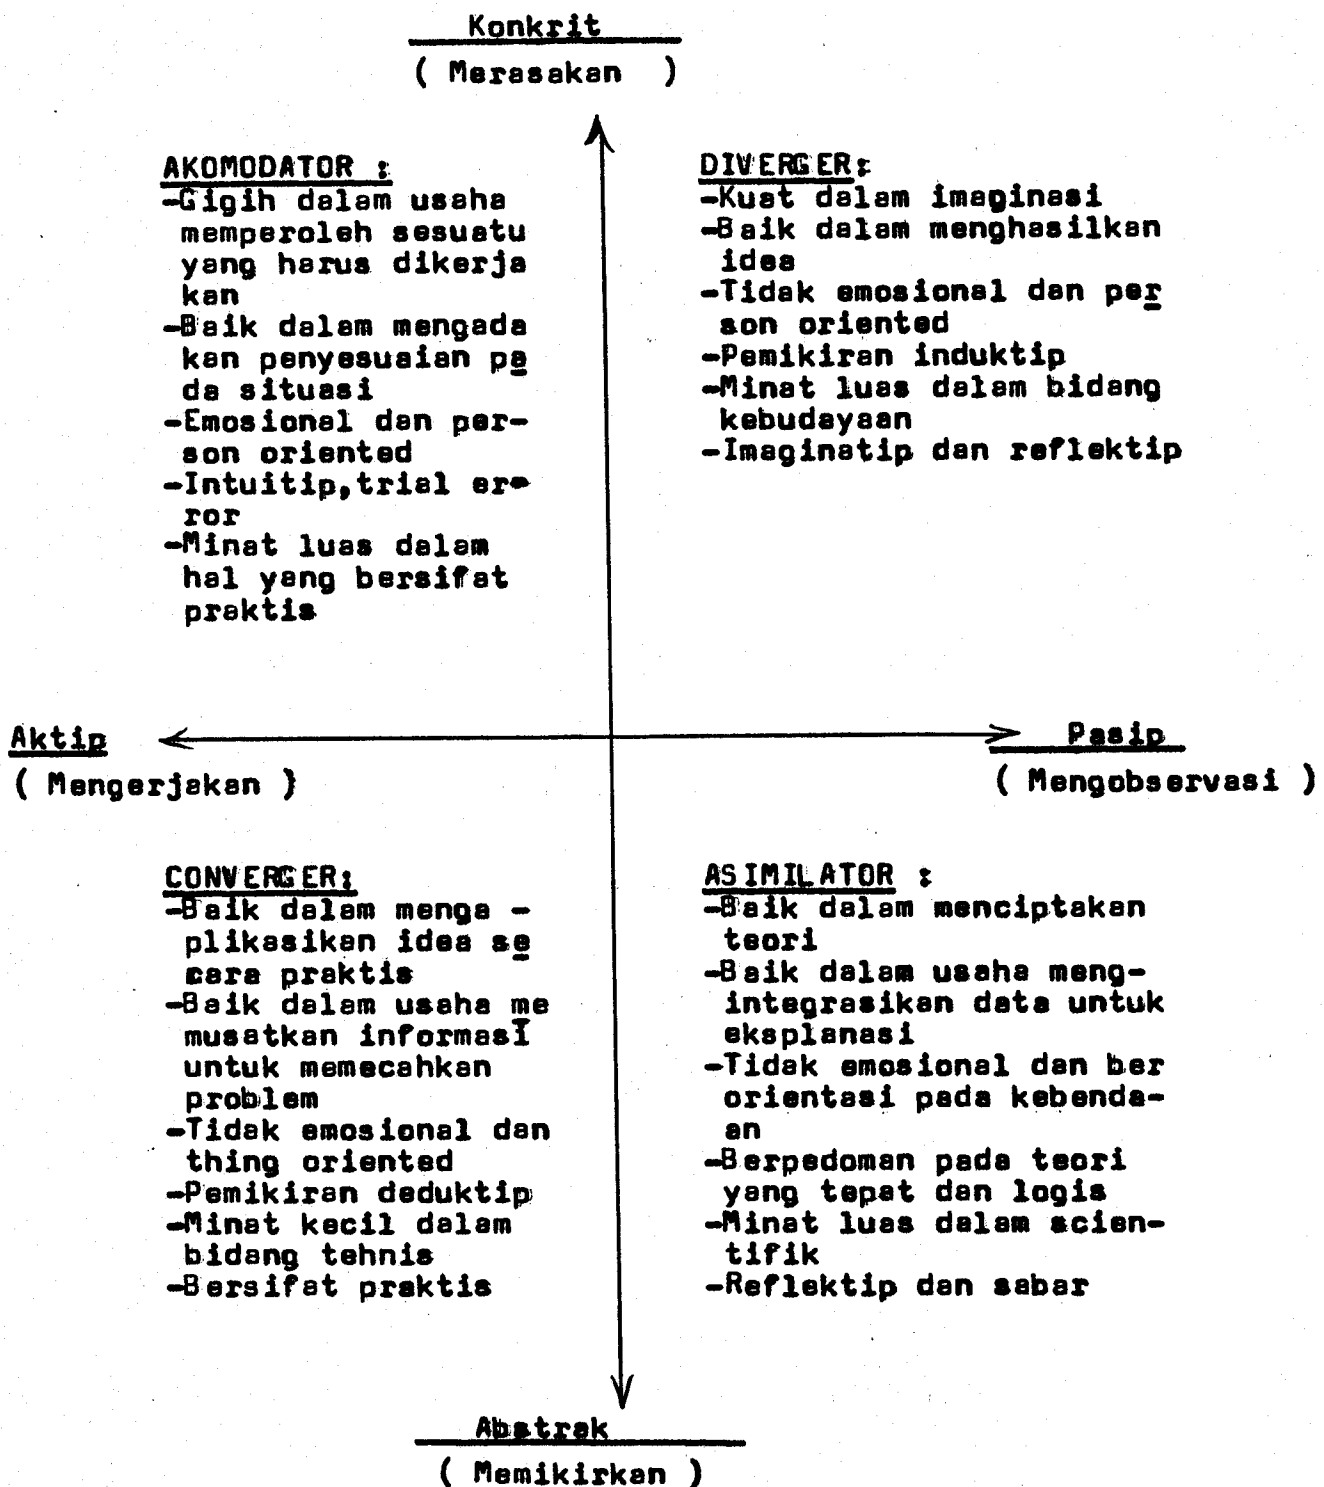 Konkrit
( Merasakan )
AKOMODATOR :
-Gigih dalam usaha
memperoleh sesuatu
yang harus dikerja
kan
-Baik dalam mengada
kan penyesuaian pa
da situasi
-Emosional dan per-
son oriented
-Intuitip,trial er-
ror
-Minat luas dalam
hal yang bersifat
praktis
DIVERGER:
-Kuat dalam imaginasi
-Baik dalam menghasilkan
idea
-Tidak emosional dan per
son oriented
-Pemikiran induktip
-Minat luas dalam bidang
kebudayaan
-Imaginatip dan reflektip
Aktip
( Mengerjakan )
Pasip
( Mengobservasi )
CONVERGER:
-Baik dalam menga -
plikasikan idea se
cara praktis
-Baik dalam usaha me
musatkan informasi
untuk memecahkan
problem
-Tidak emosional dan
thing oriented
-Pemikiran deduktip
-Minat kecil dalam
bidang tehnis
-Bersifat praktis
ASIMILATOR :
-Baik dalam menciptakan
teori
-Baik dalam usaha meng-
integrasikan data untuk
eksplanasi
-Tidak emosional dan ber
orientasi pada kebenda-
an
-Berpedoman pada teori
yang tepat dan logis
-Minat luas dalam scien-
tifik
-Reflektip dan sabar
Abstrak
( Memikirkan )